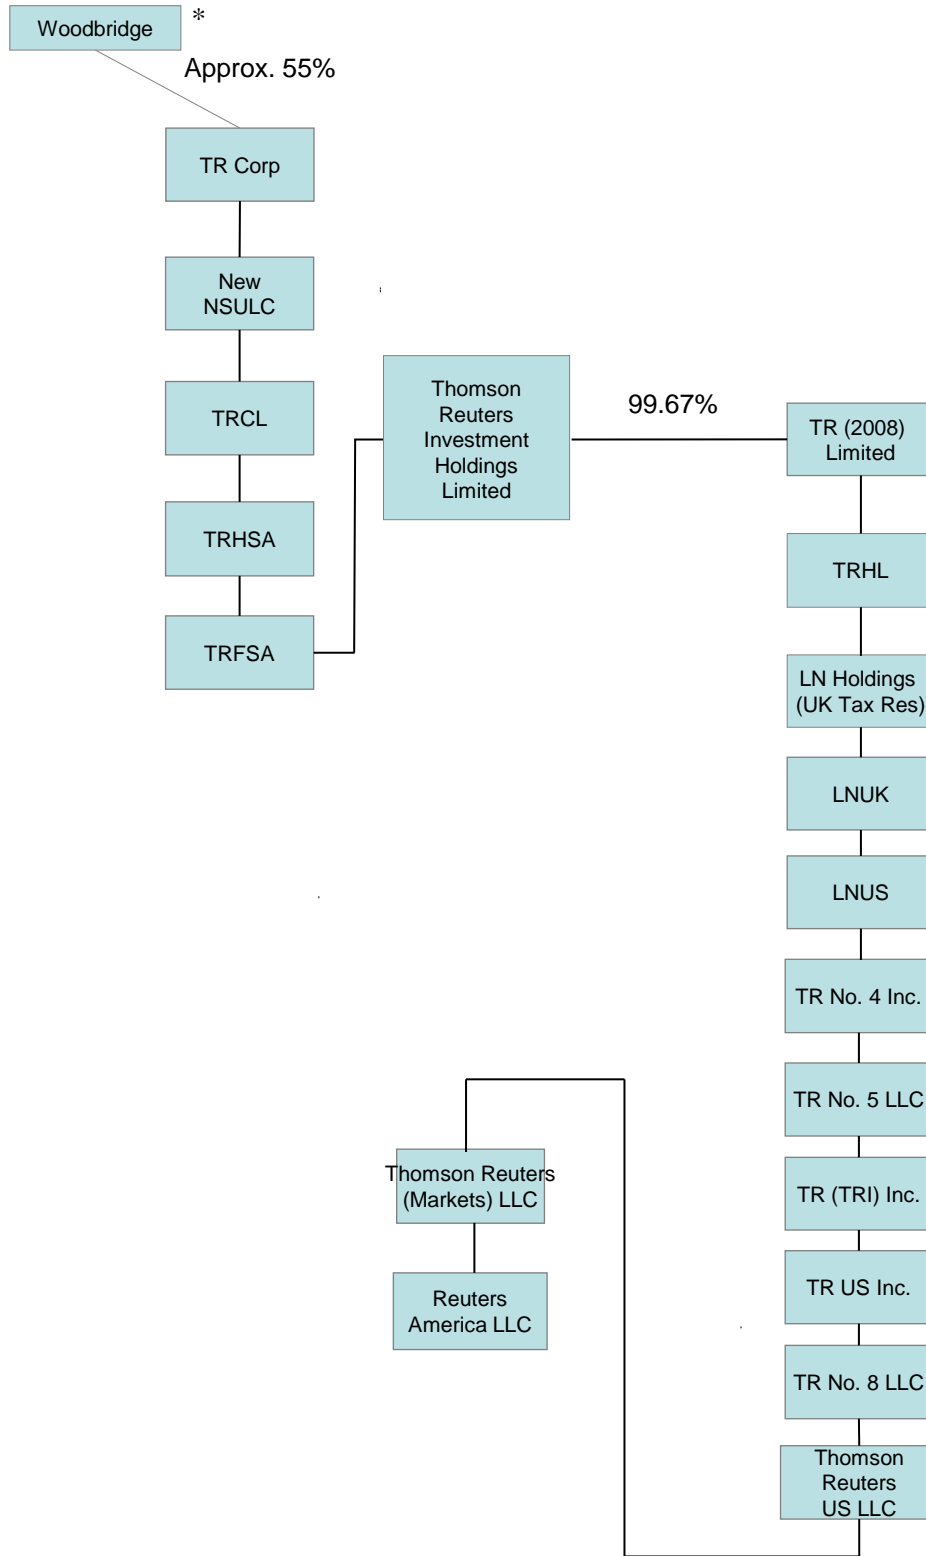 Woodbridge
*
Approx. 55%
TR Corp
New
NSULC
TRCL
TRHSA
TRFSA
Thomson
Reuters
Investment
Holdings
Limited
99.67%
TR (2008)
Limited
TRHL
LN Holdings
(UK Tax Res)
LNUK
LNUS
TR No. 4 Inc.
TR No. 5 LLC
TR (TRI) Inc.
TR US Inc.
TR No. 8 LLC
Thomson
Reuters
US LLC
Thomson Reuters
(Markets) LLC
Reuters
America LLC